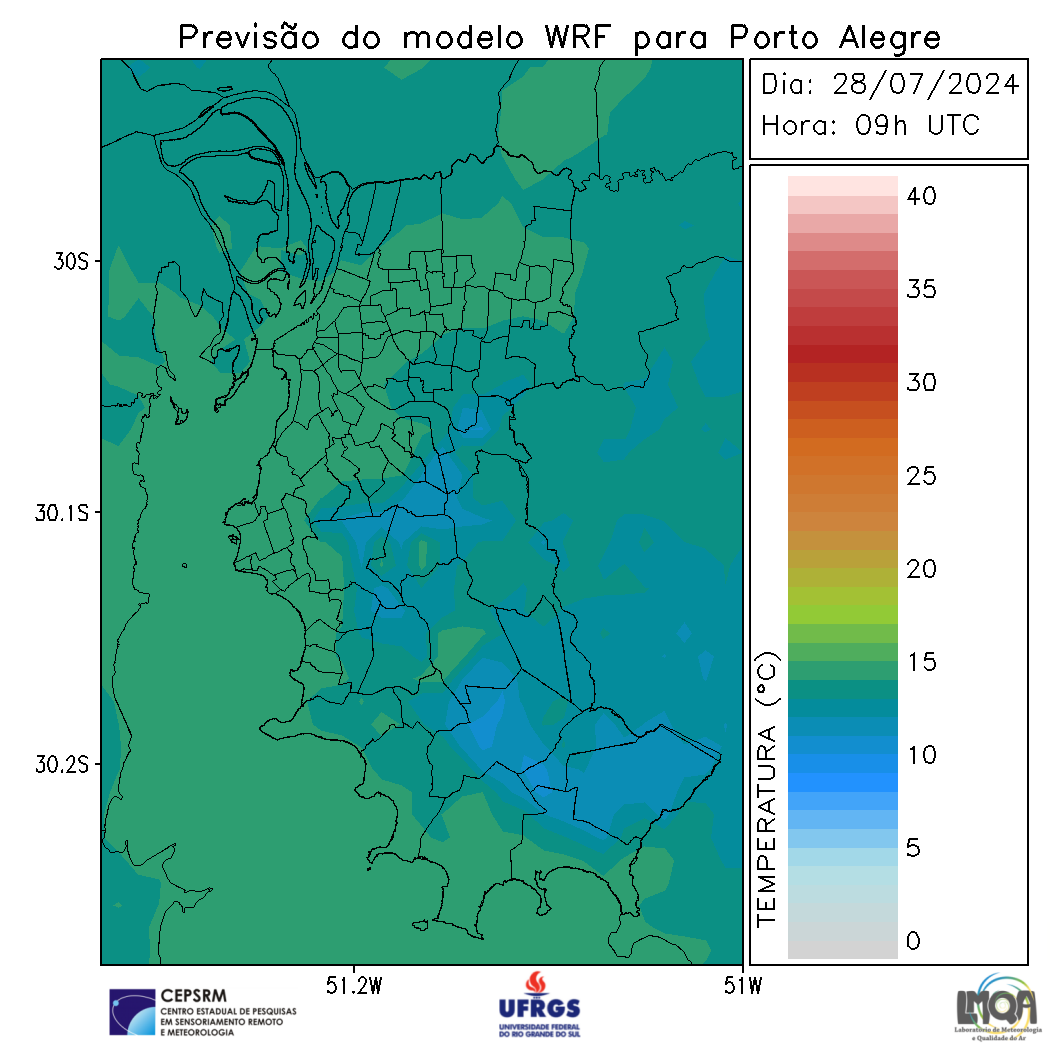 Previsão do modelo WRF para Porto Alegre
Dia: 28/07/2024
Hora: 09h UTC
30S
30.1S
30.2S
51.2W
51W
40
35
30
25
20
15
10
5
0
TEMPERATURA (°C)
CEPSRM
CENTRO ESTADUAL DE PESQUISAS
EM SENSORIAMENTO REMOTO
E METEOROLOGIA
UFRGS
UNIVERSIDADE FEDERAL
DO RIO GRANDE DO SUL
LMQA
Laboratório de Meteorologia
e Qualidade do Ar